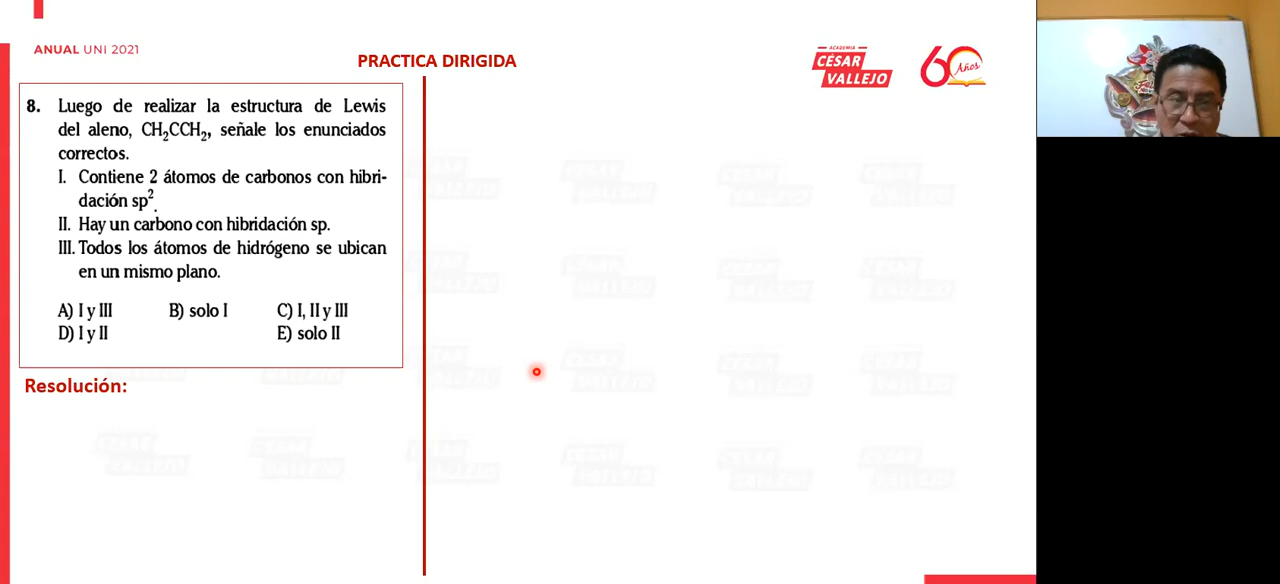 ANUAL UNI 2021
PRACTICA DIRIGIDA
ACADEMIA
CÉSAR
VALLEJO
60
Años
8. Luego de realizar la estructura de Lewis
del aleno, CH₂CCH₂, señale los enunciados
correctos.
I. Contiene 2 átomos de carbonos con hibri-
dación sp².
II. Hay un carbono con hibridación sp.
III. Todos los átomos de hidrógeno se ubican
en un mismo plano.
A) I y III B) solo I C) I, II y III
D) I y II E) solo II
Resolución: